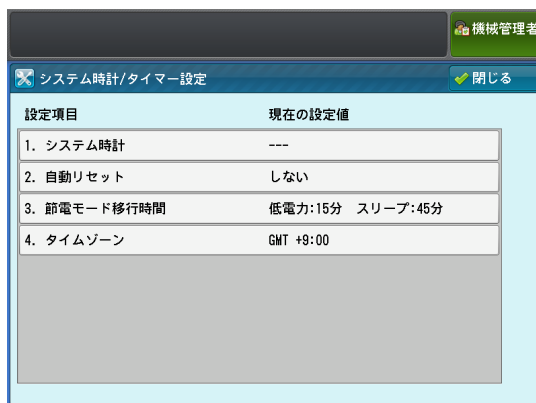 機械管理者
システム時計/タイマー設定
閉じる
設定項目 現在の設定値
1. システム時計 ---
2. 自動リセット しない
3. 節電モード移行時間 低電力:15分 スリープ:45分
4. タイムゾーン GMT +9:00